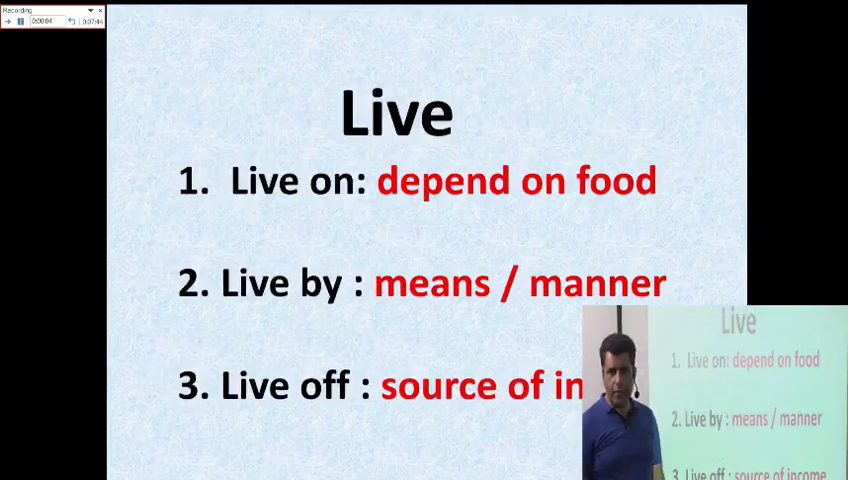 Recording
0:00:04
0:07:44
Live
1. Live on: depend on food
2. Live by : means / manner
3. Live off : source of in
Live
1. Live on: depend on food
2. Live by : means / manner
3. Live off : source of income